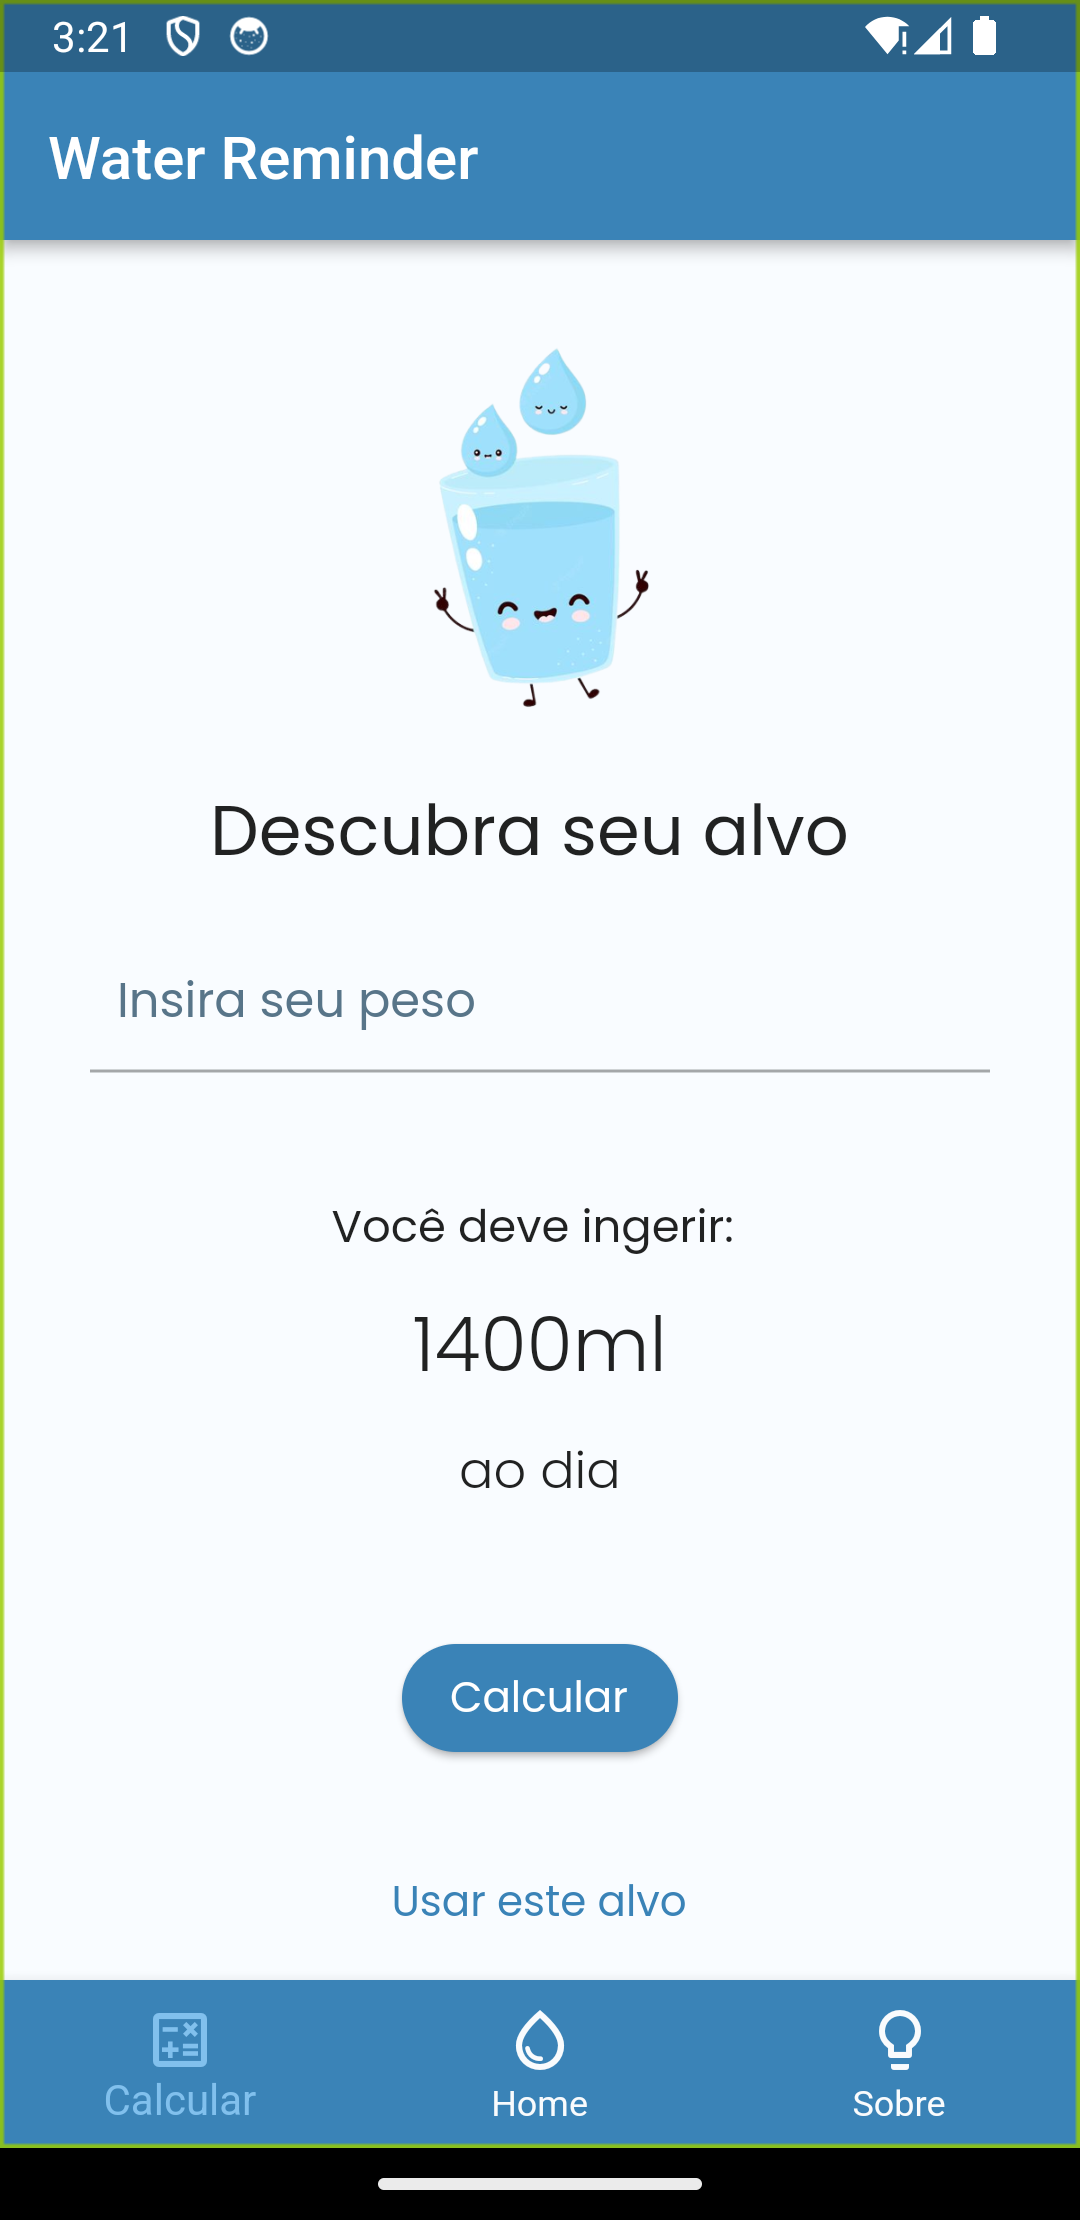 3:21
Water Reminder
Descubra seu alvo
Insira seu peso
Você deve ingerir:
1400ml
ao dia
Calcular
Usar este alvo
Calcular
Home
Sobre